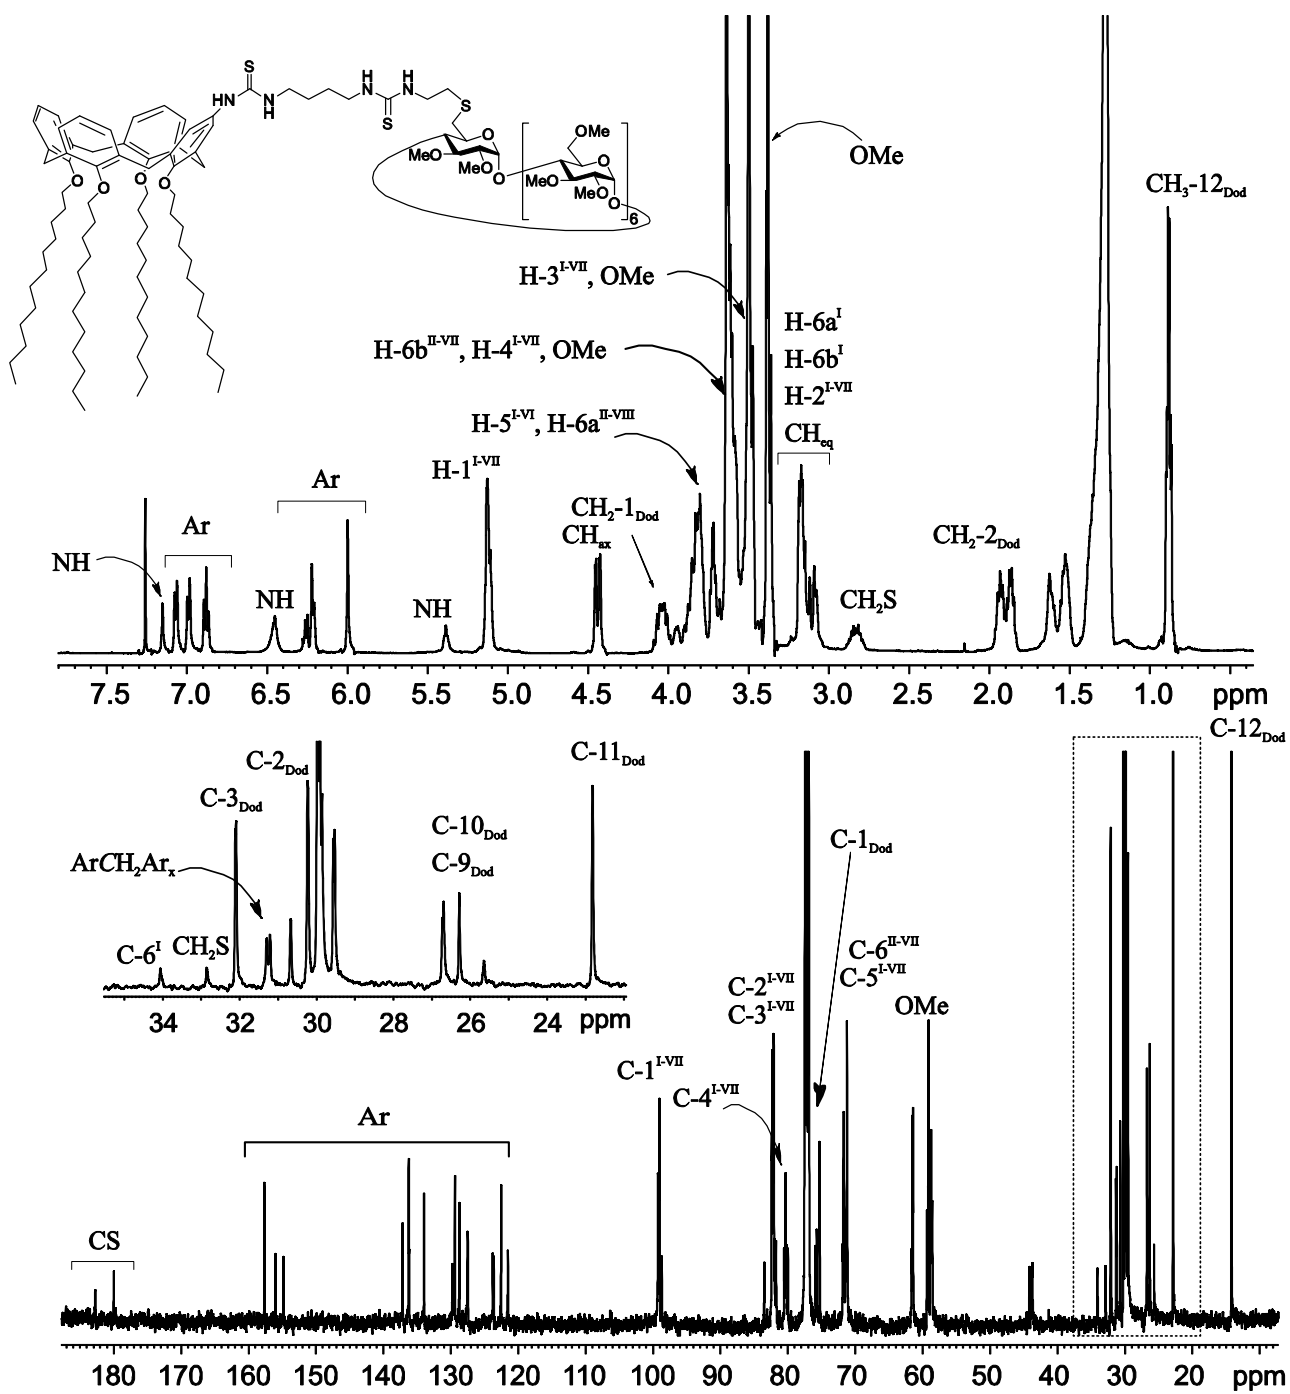 S
HN
N
H
H
N
H
N
S
S
O
O
O
O
O
MeO
MeO
O
OMe
O
MeO
MeO
O
6
OMe
CH₃-12Dod
H-3I-VII, OMe
H-6bII-VII, H-4I-VII, OMe
H-6aI
H-6bI
H-2I-VII
CHeq
H-5I-VI, H-6aII-VIII
H-1I-VII
Ar
Ar
CH₂-1Dod
CHax
CH₂-2Dod
NH
NH
NH
CH₂S
7.5 7.0 6.5 6.0 5.5 5.0 4.5 4.0 3.5 3.0 2.5 2.0 1.5 1.0 ppm
C-12Dod
C-2Dod
C-11Dod
C-3Dod
C-10Dod
C-9Dod
ArCH₂Arx
C-6I
CH₂S
34 32 30 28 26 24 ppm
C-1Dod
C-6II-VII
C-5I-VII
C-2I-VII
C-3I-VII
OMe
C-1I-VII
C-4I-VII
Ar
CS
180 170 160 150 140 130 120 110 100 90 80 70 60 50 40 30 20 ppm